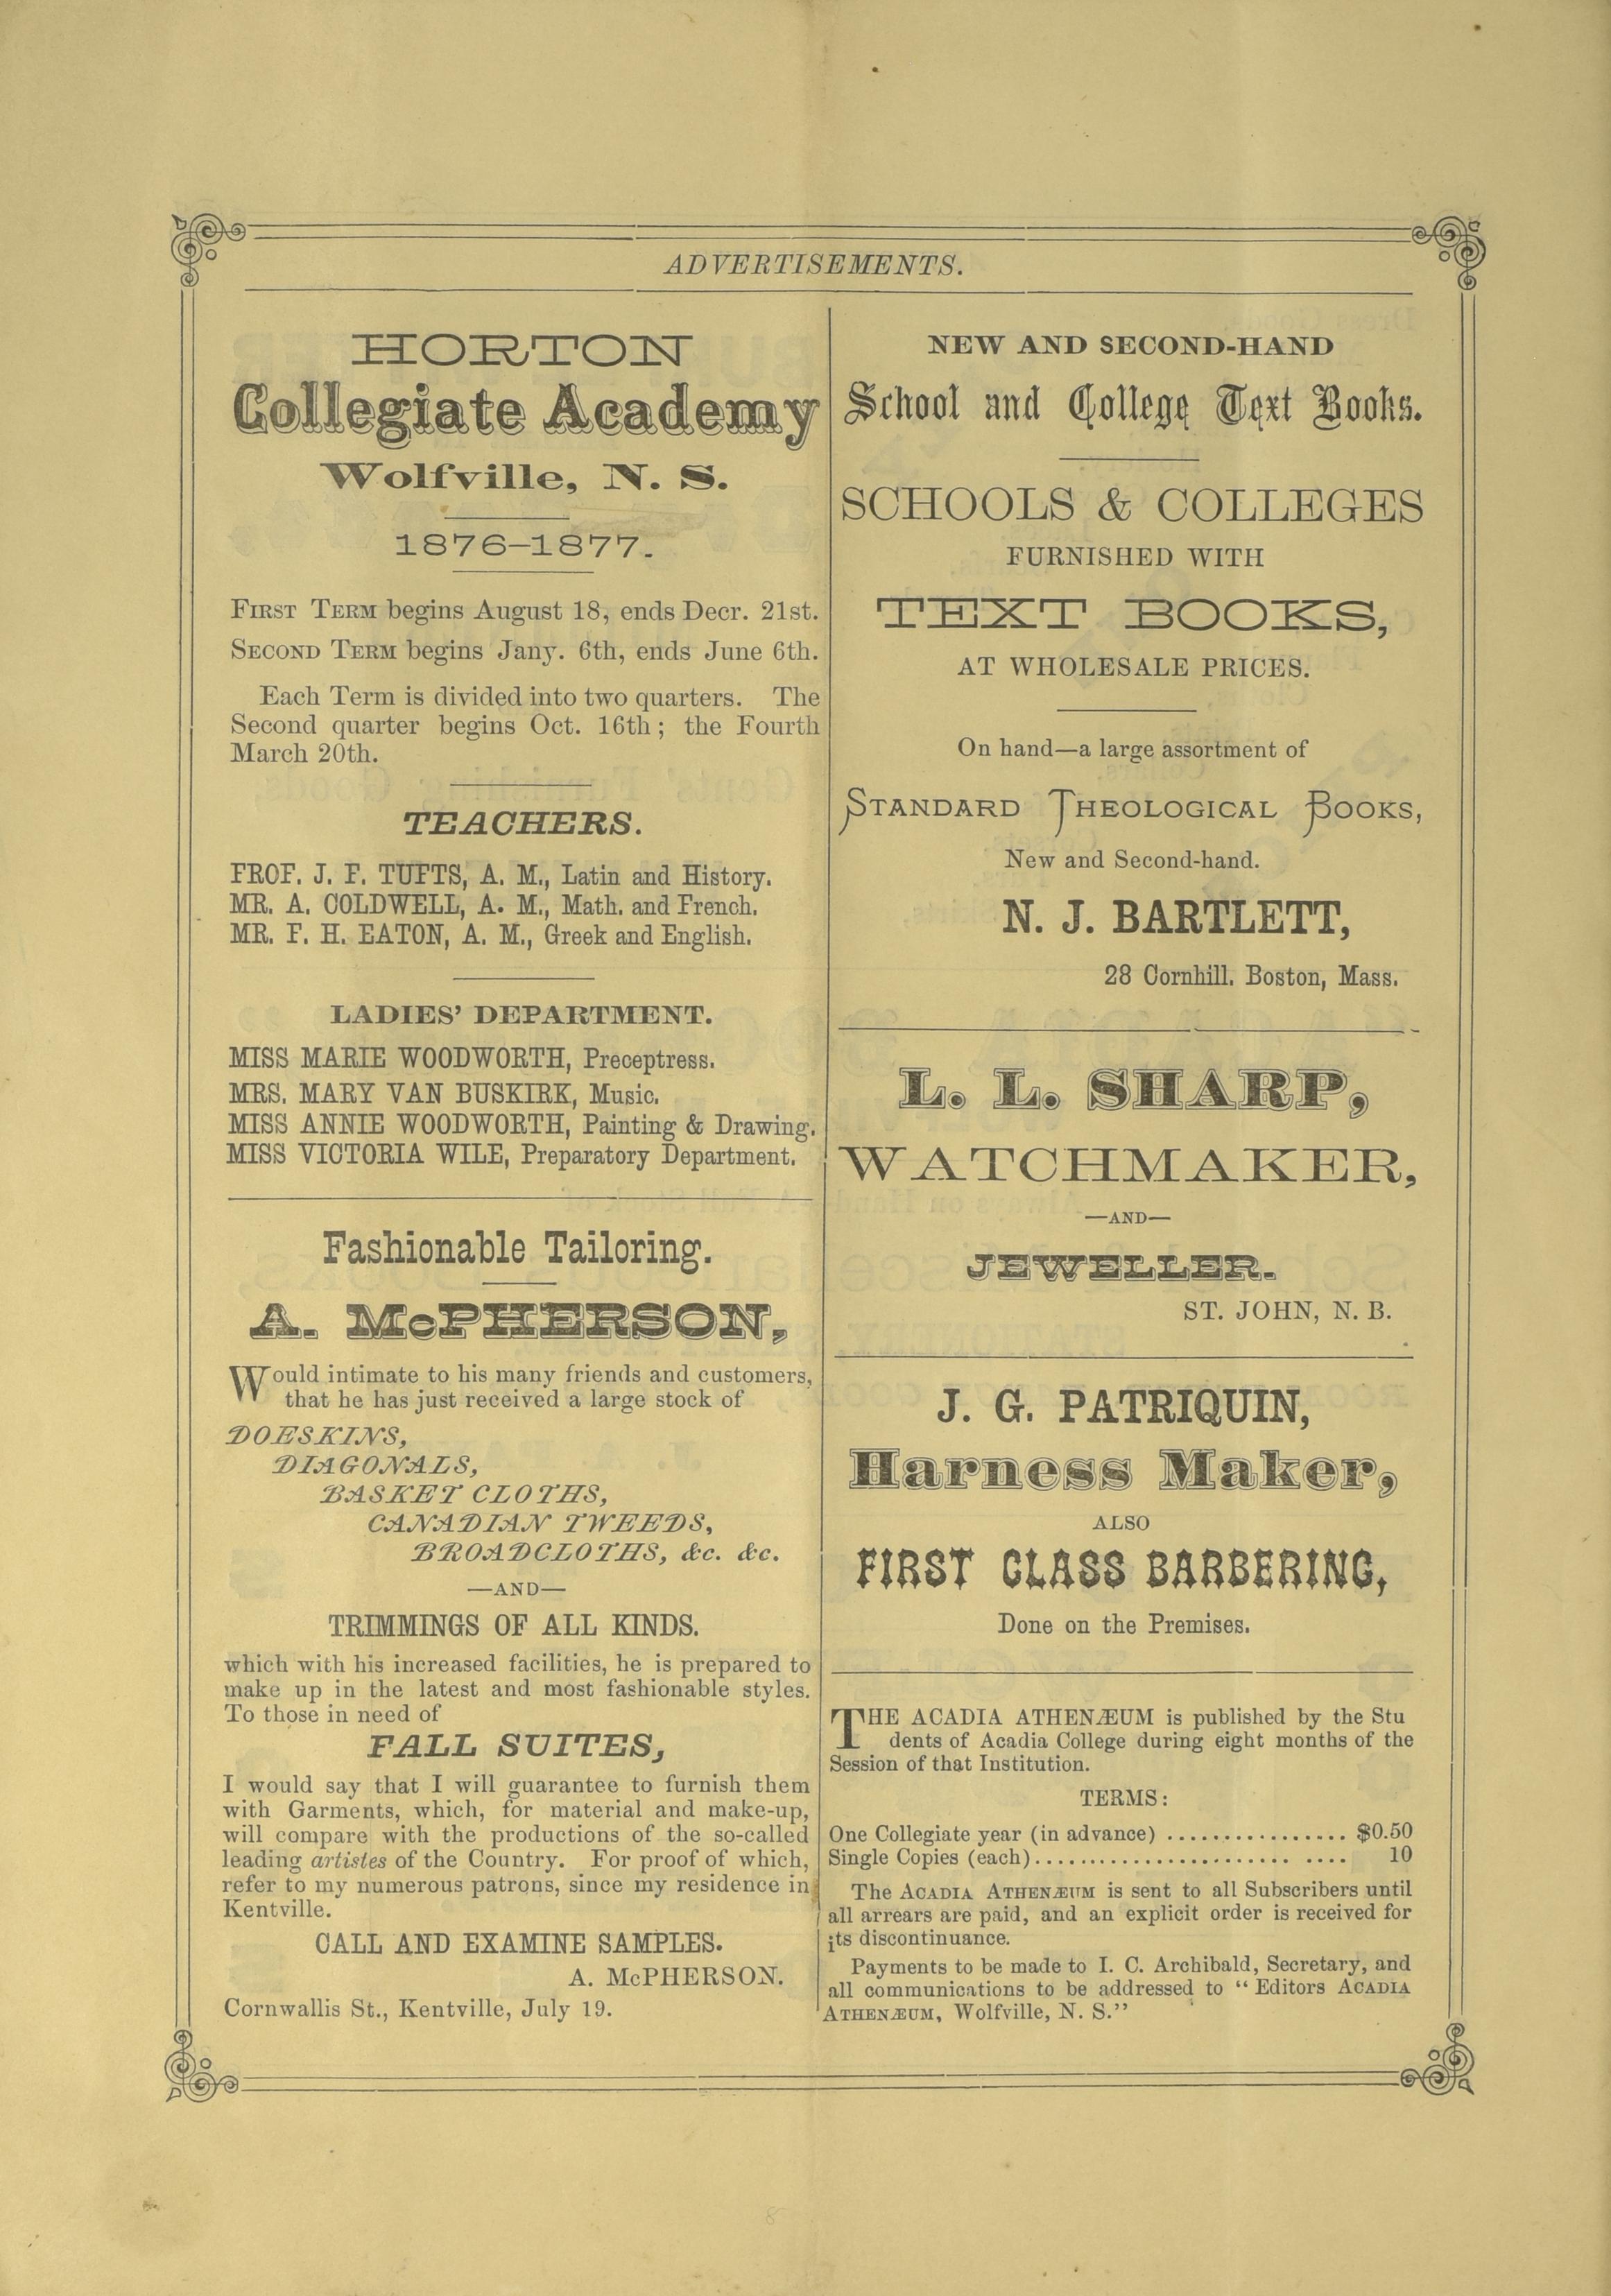 ADVERTISEMENTS.
HORTON
Collegiate Academy
Wolfville, N. S.
1876–1877.
FIRST TERM begins August 18, ends Decr. 21st.
SECOND TERM begins Jany. 6th, ends June 6th.
Each Term is divided into two quarters. The
Second quarter begins Oct. 16th; the Fourth
March 20th.
TEACHERS.
PROF. J. F. TUFTS, A. M., Latin and History.
MR. A. COLDWELL, A. M., Math. and French.
MR. F. H. EATON, A. M., Greek and English.
LADIES' DEPARTMENT.
MISS MARIE WOODWORTH, Preceptress.
MRS. MARY VAN BUSKIRK, Music.
MISS ANNIE WOODWORTH, Painting & Drawing.
MISS VICTORIA WILE, Preparatory Department.
Fashionable Tailoring.
A. McPHERSON,
Would intimate to his many friends and customers,
that he has just received a large stock of
DOESKINS,
DIAGONALS,
BASKET CLOTHS,
CANADIAN TWEEDS,
BROADCLOTHS, &c. &c.
—AND—
TRIMMINGS OF ALL KINDS.
which with his increased facilities, he is prepared to
make up in the latest and most fashionable styles.
To those in need of
FALL SUITES,
I would say that I will guarantee to furnish them
with Garments, which, for material and make-up,
will compare with the productions of the so-called
leading artistes of the Country. For proof of which,
refer to my numerous patrons, since my residence in
Kentville.
CALL AND EXAMINE SAMPLES.
A. McPHERSON.
Cornwallis St., Kentville, July 19.
NEW AND SECOND-HAND
School and College Text Books.
SCHOOLS & COLLEGES
FURNISHED WITH
TEXT BOOKS,
AT WHOLESALE PRICES.
On hand—a large assortment of
STANDARD THEOLOGICAL BOOKS,
New and Second-hand.
N. J. BARTLETT,
28 Cornhill. Boston, Mass.
L. L. SHARP,
WATCHMAKER,
—AND—
JEWELLER.
ST. JOHN, N. B.
J. G. PATRIQUIN,
Harness Maker,
ALSO
FIRST CLASS BARBERING,
Done on the Premises.
THE ACADIA ATHENÆUM is published by the Stu
dents of Acadia College during eight months of the
Session of that Institution.
TERMS:
One Collegiate year (in advance) ................ $0.50
Single Copies (each)....................... .... 10
The ACADIA ATHENÆUM is sent to all Subscribers until
all arrears are paid, and an explicit order is received for
its discontinuance.
Payments to be made to I. C. Archibald, Secretary, and
all communications to be addressed to "Editors ACADIA
ATHENÆUM, Wolfville, N. S."
8